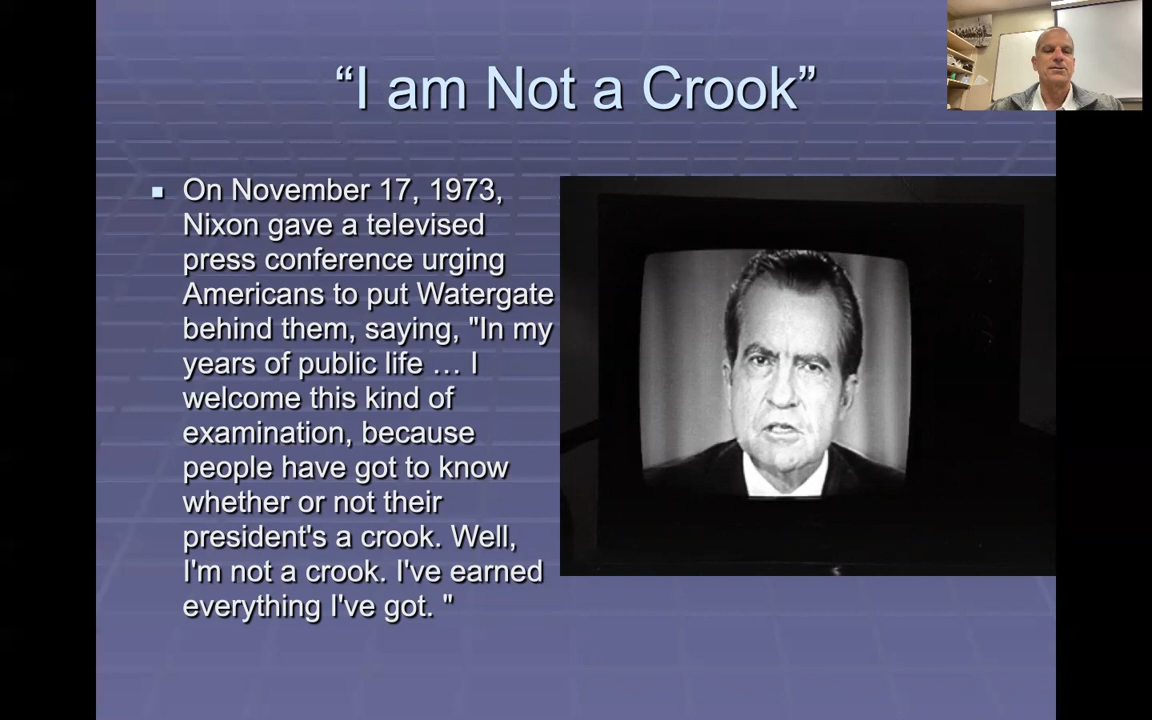 “I am Not a Crook”
On November 17, 1973,
Nixon gave a televised
press conference urging
Americans to put Watergate
behind them, saying, "In my
years of public life … I
welcome this kind of
examination, because
people have got to know
whether or not their
president's a crook. Well,
I'm not a crook. I've earned
everything I've got. "